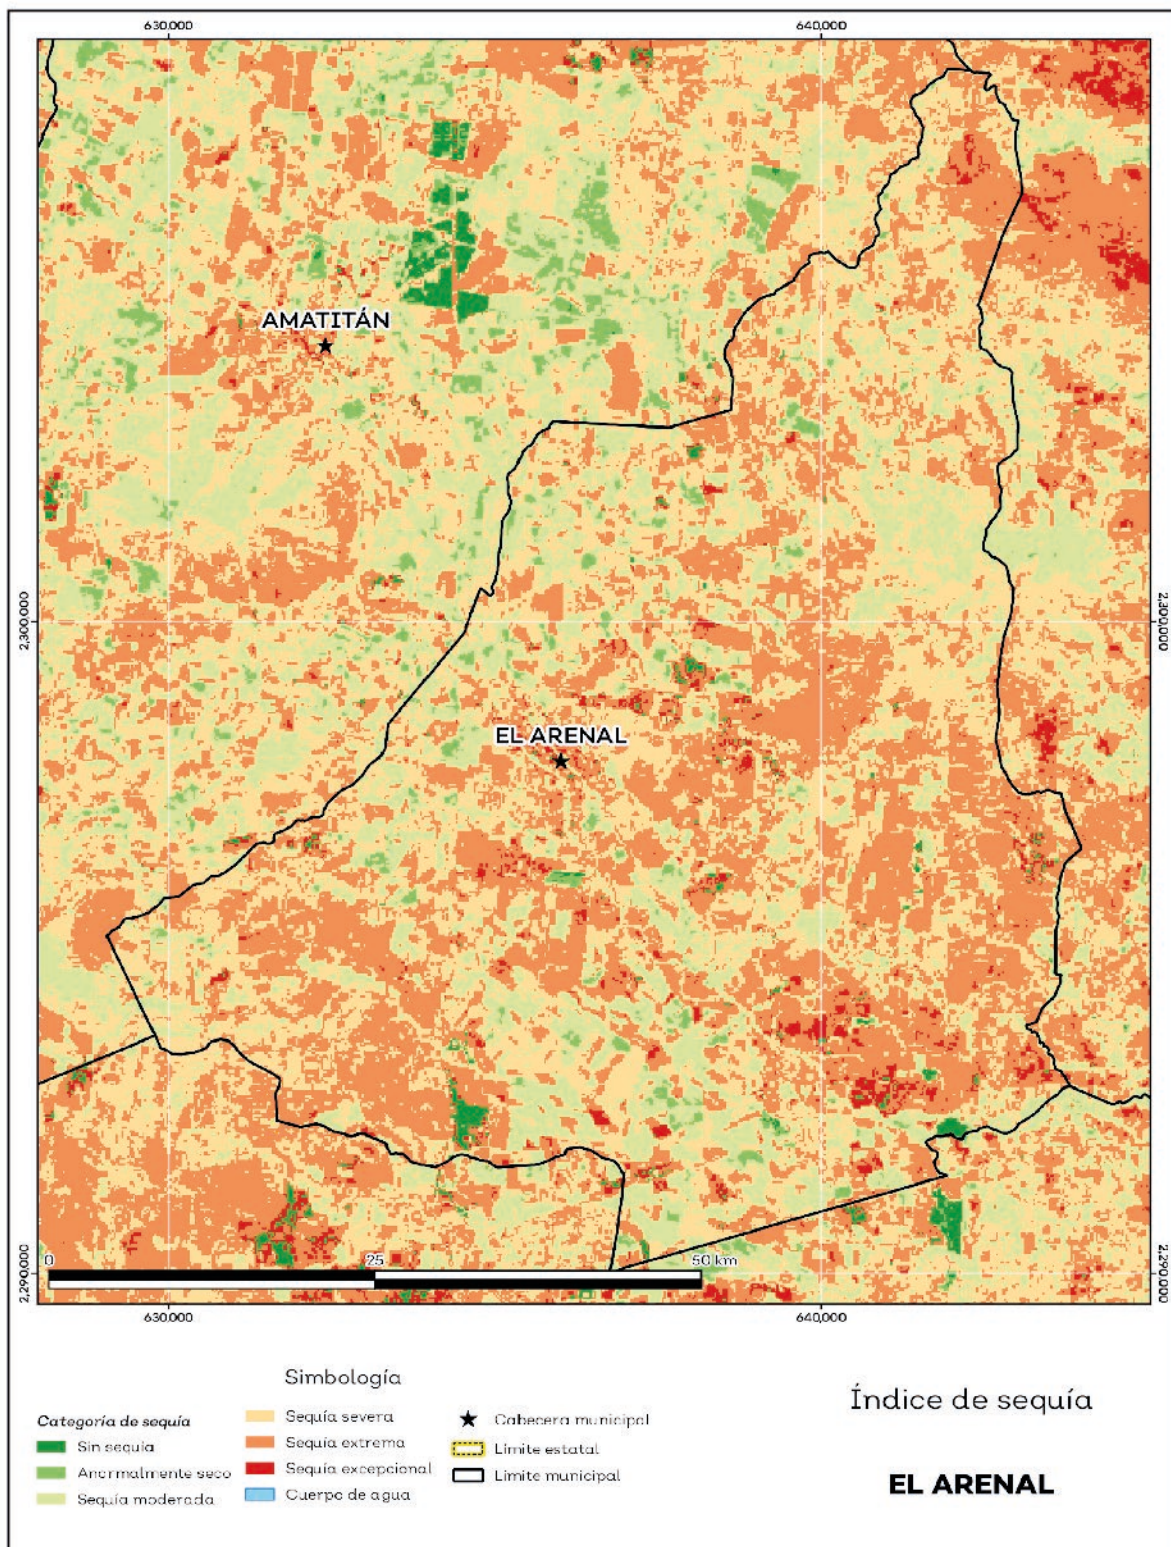 630,000
640,000
AMATITÁN
2,300,000
2,300,000
EL ARENAL
0
25
50 km
2,290,000
2,290,000
630,000
640,000
Simbología
Categoría de sequía
Sin sequía
Anormalmente seco
Sequía moderada
Sequía severa
Sequía extrema
Sequía excepcional
Cuerpo de agua
Cabecera municipal
Límite estatal
Límite municipal
Índice de sequía
EL ARENAL